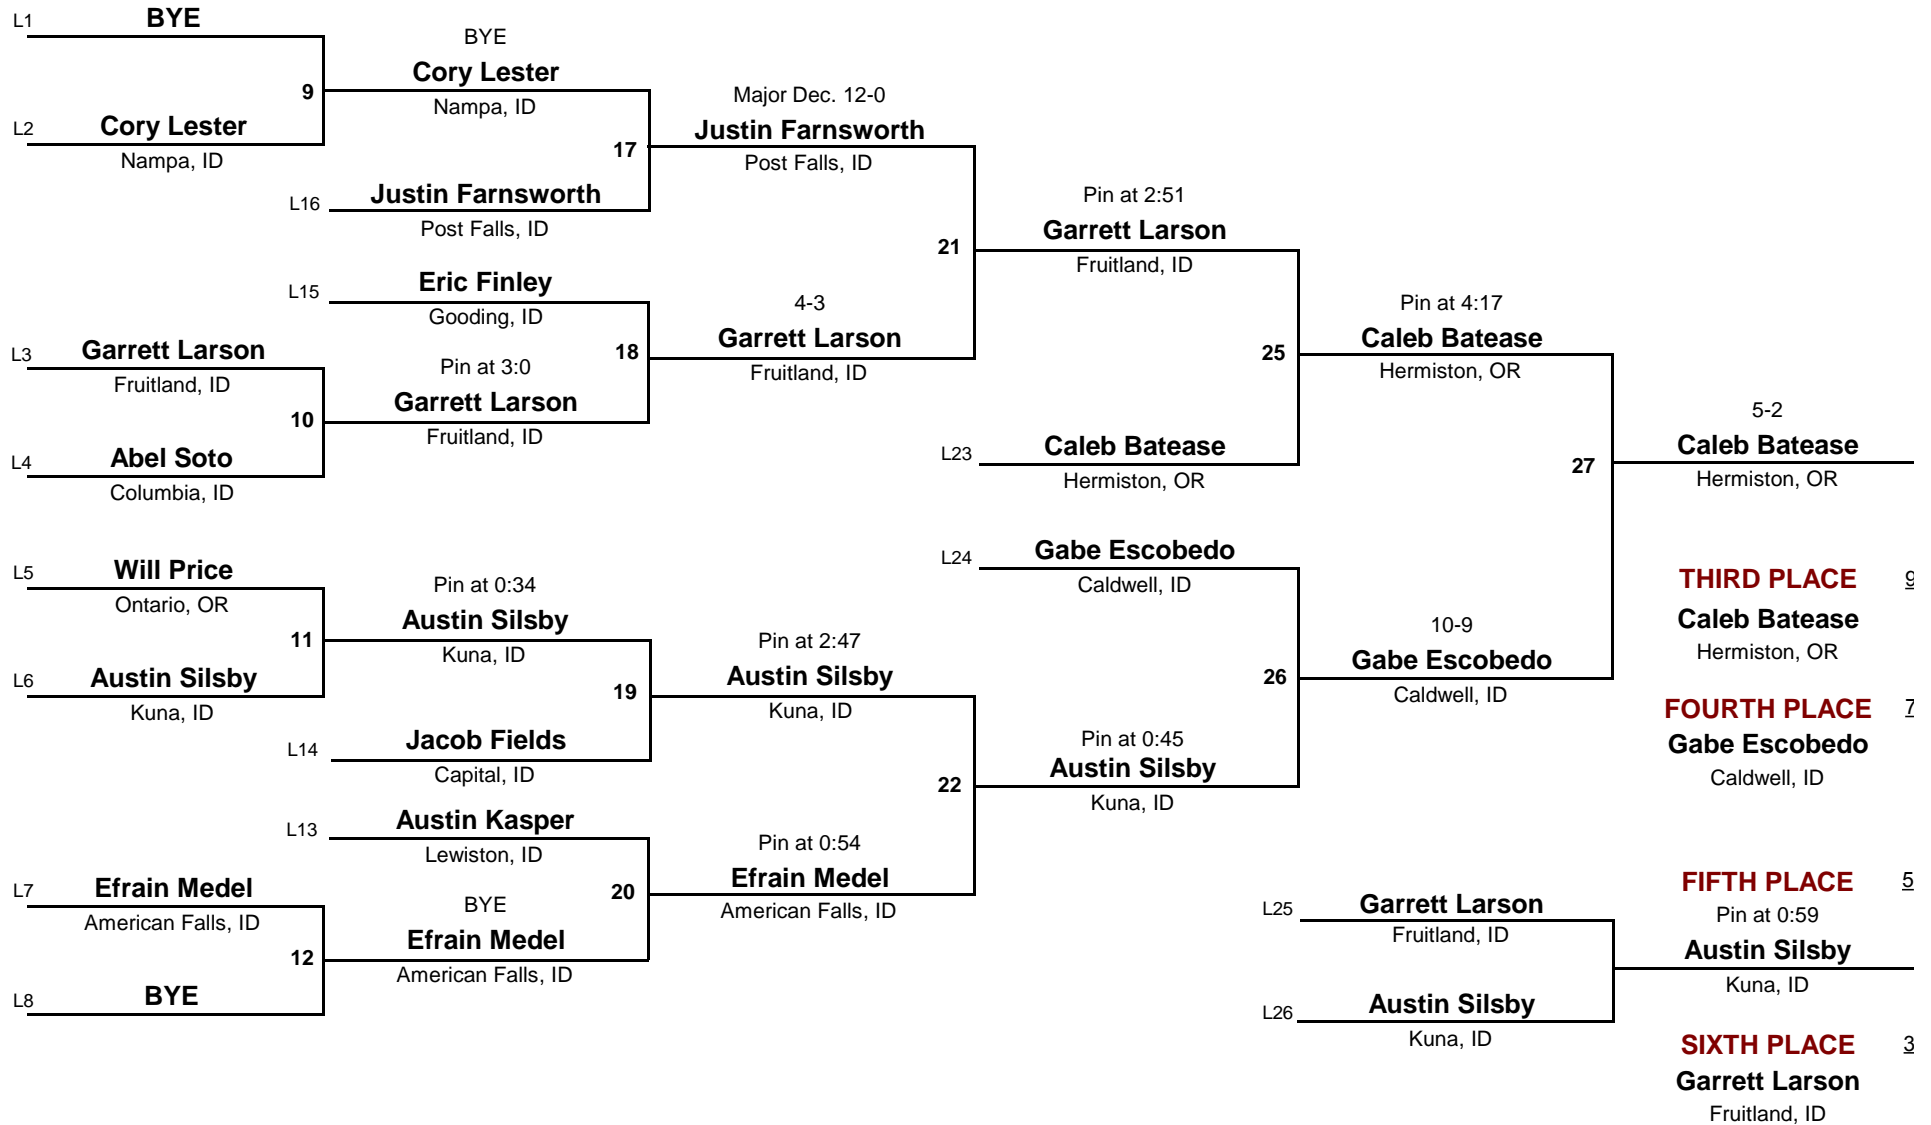 L1
BYE
9
L2
Cory Lester
Nampa, ID
L3
Garrett Larson
Fruitland, ID
10
L4
Abel Soto
Columbia, ID
L5
Will Price
Ontario, OR
11
L6
Austin Silsby
Kuna, ID
L7
Efrain Medel
American Falls, ID
12
L8
BYE
BYE
Cory Lester
Nampa, ID
17
L16
Justin Farnsworth
Post Falls, ID
L15
Eric Finley
Gooding, ID
18
Pin at 3:0
Garrett Larson
Fruitland, ID
Pin at 0:34
Austin Silsby
Kuna, ID
19
L14
Jacob Fields
Capital, ID
L13
Austin Kasper
Lewiston, ID
20
BYE
Efrain Medel
American Falls, ID
Major Dec. 12-0
Justin Farnsworth
Post Falls, ID
21
4-3
Garrett Larson
Fruitland, ID
Pin at 2:47
Austin Silsby
Kuna, ID
22
Pin at 0:54
Efrain Medel
American Falls, ID
Pin at 2:51
Garrett Larson
Fruitland, ID
25
L23
Caleb Batease
Hermiston, OR
L24
Gabe Escobedo
Caldwell, ID
26
Pin at 0:45
Austin Silsby
Kuna, ID
Pin at 4:17
Caleb Batease
Hermiston, OR
27
10-9
Gabe Escobedo
Caldwell, ID
L25
Garrett Larson
Fruitland, ID
L26
Austin Silsby
Kuna, ID
5-2
Caleb Batease
Hermiston, OR
THIRD PLACE 9
Caleb Batease
Hermiston, OR
FOURTH PLACE 7
Gabe Escobedo
Caldwell, ID
FIFTH PLACE 5
Pin at 0:59
Austin Silsby
Kuna, ID
SIXTH PLACE 3
Garrett Larson
Fruitland, ID